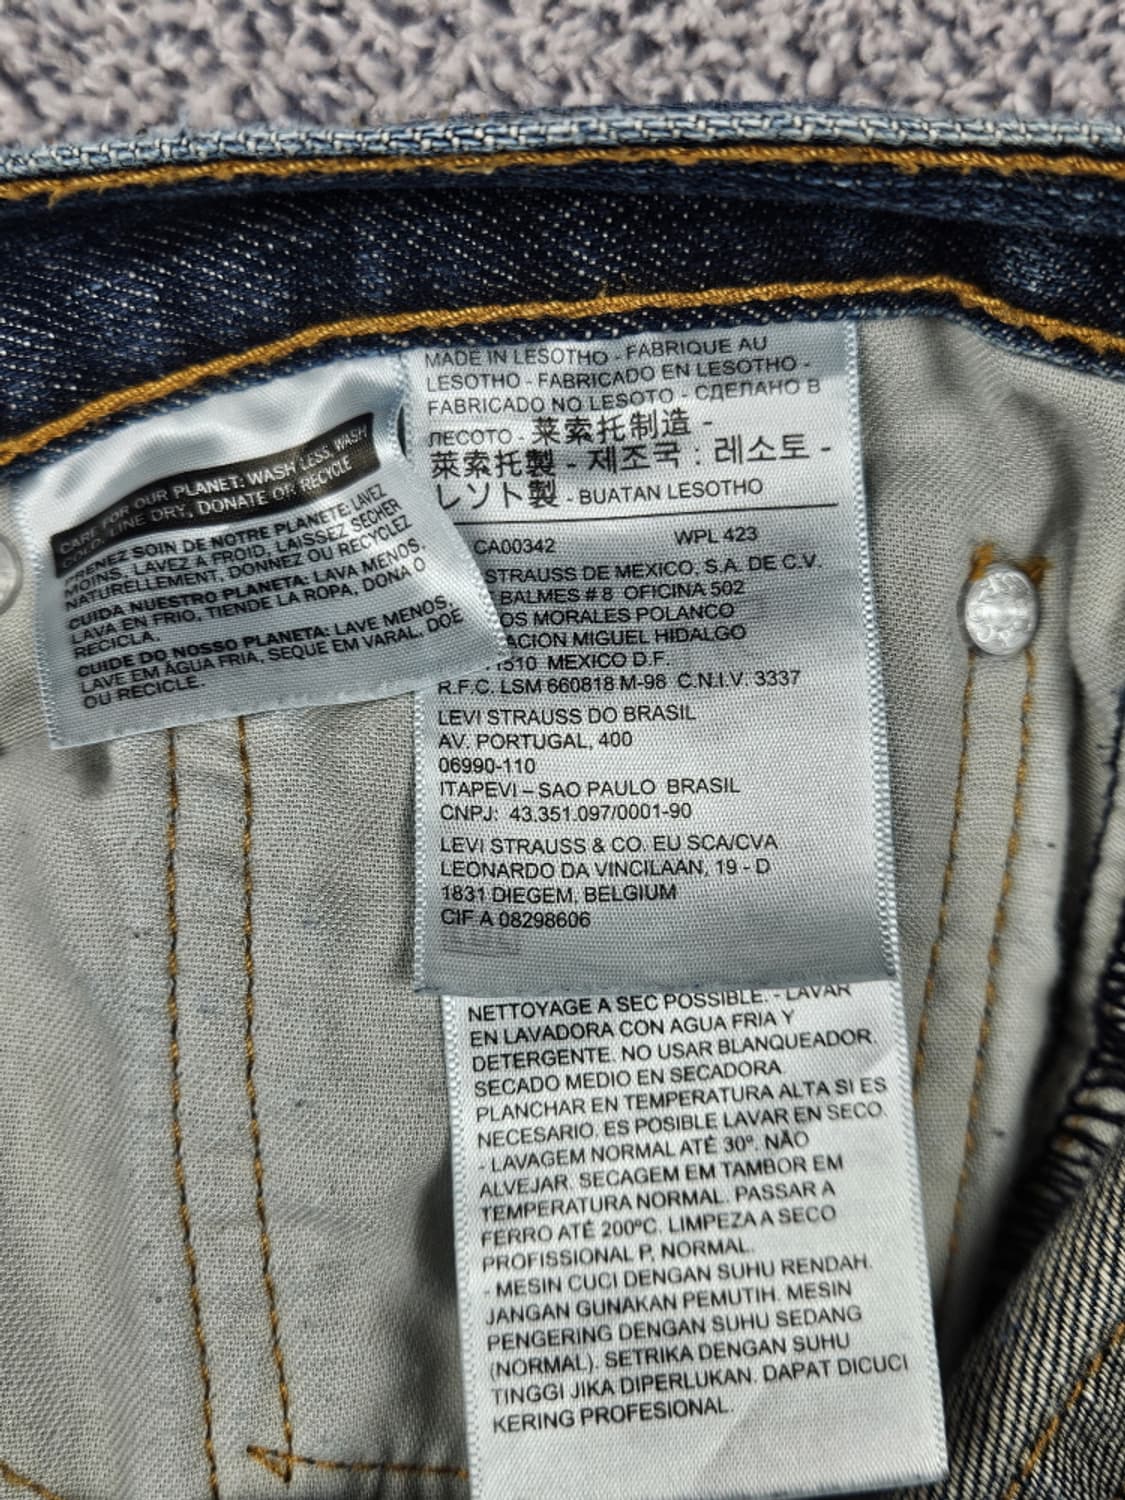 CARE FOR OUR PLANET: WASH LESS, WASH
COLD, LINE DRY, DONATE OR RECYCLE
PRENEZ SOIN DE NOTRE PLANETE: LAVEZ
MOINS, LAVEZ A FROID, LAISSEZ SECHER
NATURELLEMENT, DONNEZ OU RECYCLEZ
CUIDA NUESTRO PLANETA: LAVA MENOS,
LAVA EN FRIO, TIENDE LA ROPA, DONA O
RECICLA.
CUIDE DO NOSSO PLANETA: LAVE MENOS,
LAVE EM ÁGUA FRIA, SEQUE EM VARAL, DOE
OU RECICLE.
MADE IN LESOTHO - FABRIQUE AU
LESOTHO - FABRICADO EN LESOTHO -
FABRICADO NO LESOTO - СДЕЛАНО В
ЛЕСОТО - 莱索托制造 -
萊索托製 - 제조국 : 레소토 -
レソト製 - BUATAN LESOTHO
CA00342 WPL 423
STRAUSS DE MEXICO, S.A. DE C.V.
BALMES # 8 OFICINA 502
OS MORALES POLANCO
ACION MIGUEL HIDALGO
1510 MEXICO D.F.
R.F.C. LSM 660818 M-98 C.N.I.V. 3337
LEVI STRAUSS DO BRASIL
AV. PORTUGAL, 400
06990-110
ITAPEVI – SAO PAULO BRASIL
CNPJ: 43.351.097/0001-90
LEVI STRAUSS & CO. EU SCA/CVA
LEONARDO DA VINCILAAN, 19 - D
1831 DIEGEM, BELGIUM
CIF A 08298606
NETTOYAGE A SEC POSSIBLE. - LAVAR
EN LAVADORA CON AGUA FRIA Y
DETERGENTE. NO USAR BLANQUEADOR.
SECADO MEDIO EN SECADORA.
PLANCHAR EN TEMPERATURA ALTA SI ES
NECESARIO. ES POSIBLE LAVAR EN SECO.
- LAVAGEM NORMAL ATÉ 30º. NÃO
ALVEJAR. SECAGEM EM TAMBOR EM
TEMPERATURA NORMAL. PASSAR A
FERRO ATÉ 200ºC. LIMPEZA A SECO
PROFISSIONAL P, NORMAL.
- MESIN CUCI DENGAN SUHU RENDAH.
JANGAN GUNAKAN PEMUTIH. MESIN
PENGERING DENGAN SUHU SEDANG
(NORMAL). SETRIKA DENGAN SUHU
TINGGI JIKA DIPERLUKAN. DAPAT DICUCI
KERING PROFESIONAL.